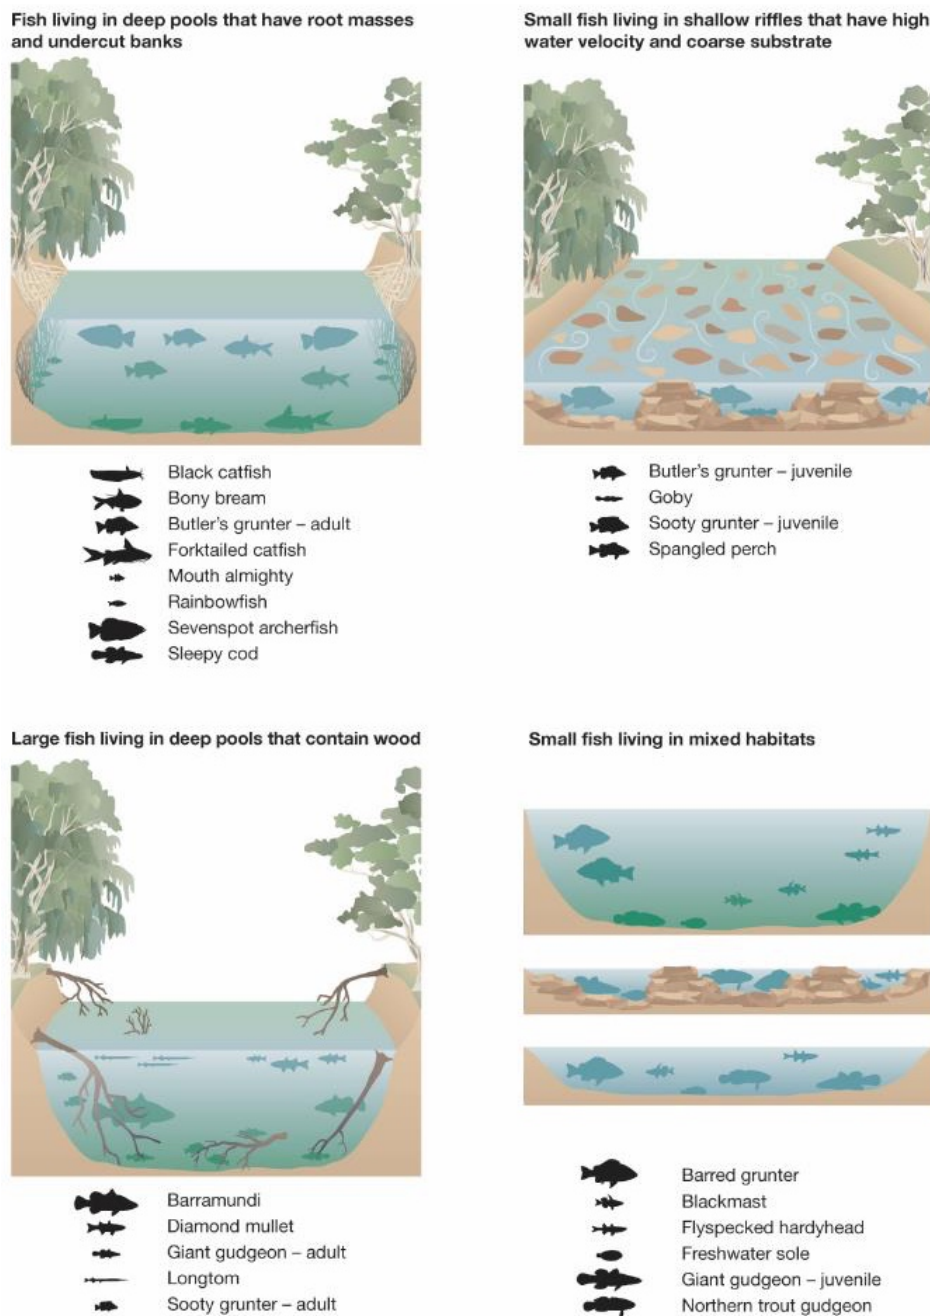 Fish living in deep pools that have root masses
and undercut banks
Black catfish
Bony bream
Butler's grunter – adult
Forktailed catfish
Mouth almighty
Rainbowfish
Sevenspot archerfish
Sleepy cod
Small fish living in shallow riffles that have high
water velocity and coarse substrate
Butler's grunter – juvenile
Goby
Sooty grunter – juvenile
Spangled perch
Large fish living in deep pools that contain wood
Barramundi
Diamond mullet
Giant gudgeon – adult
Longtom
Sooty grunter – adult
Small fish living in mixed habitats
Barred grunter
Blackmast
Flyspecked hardyhead
Freshwater sole
Giant gudgeon – juvenile
Northern trout gudgeon